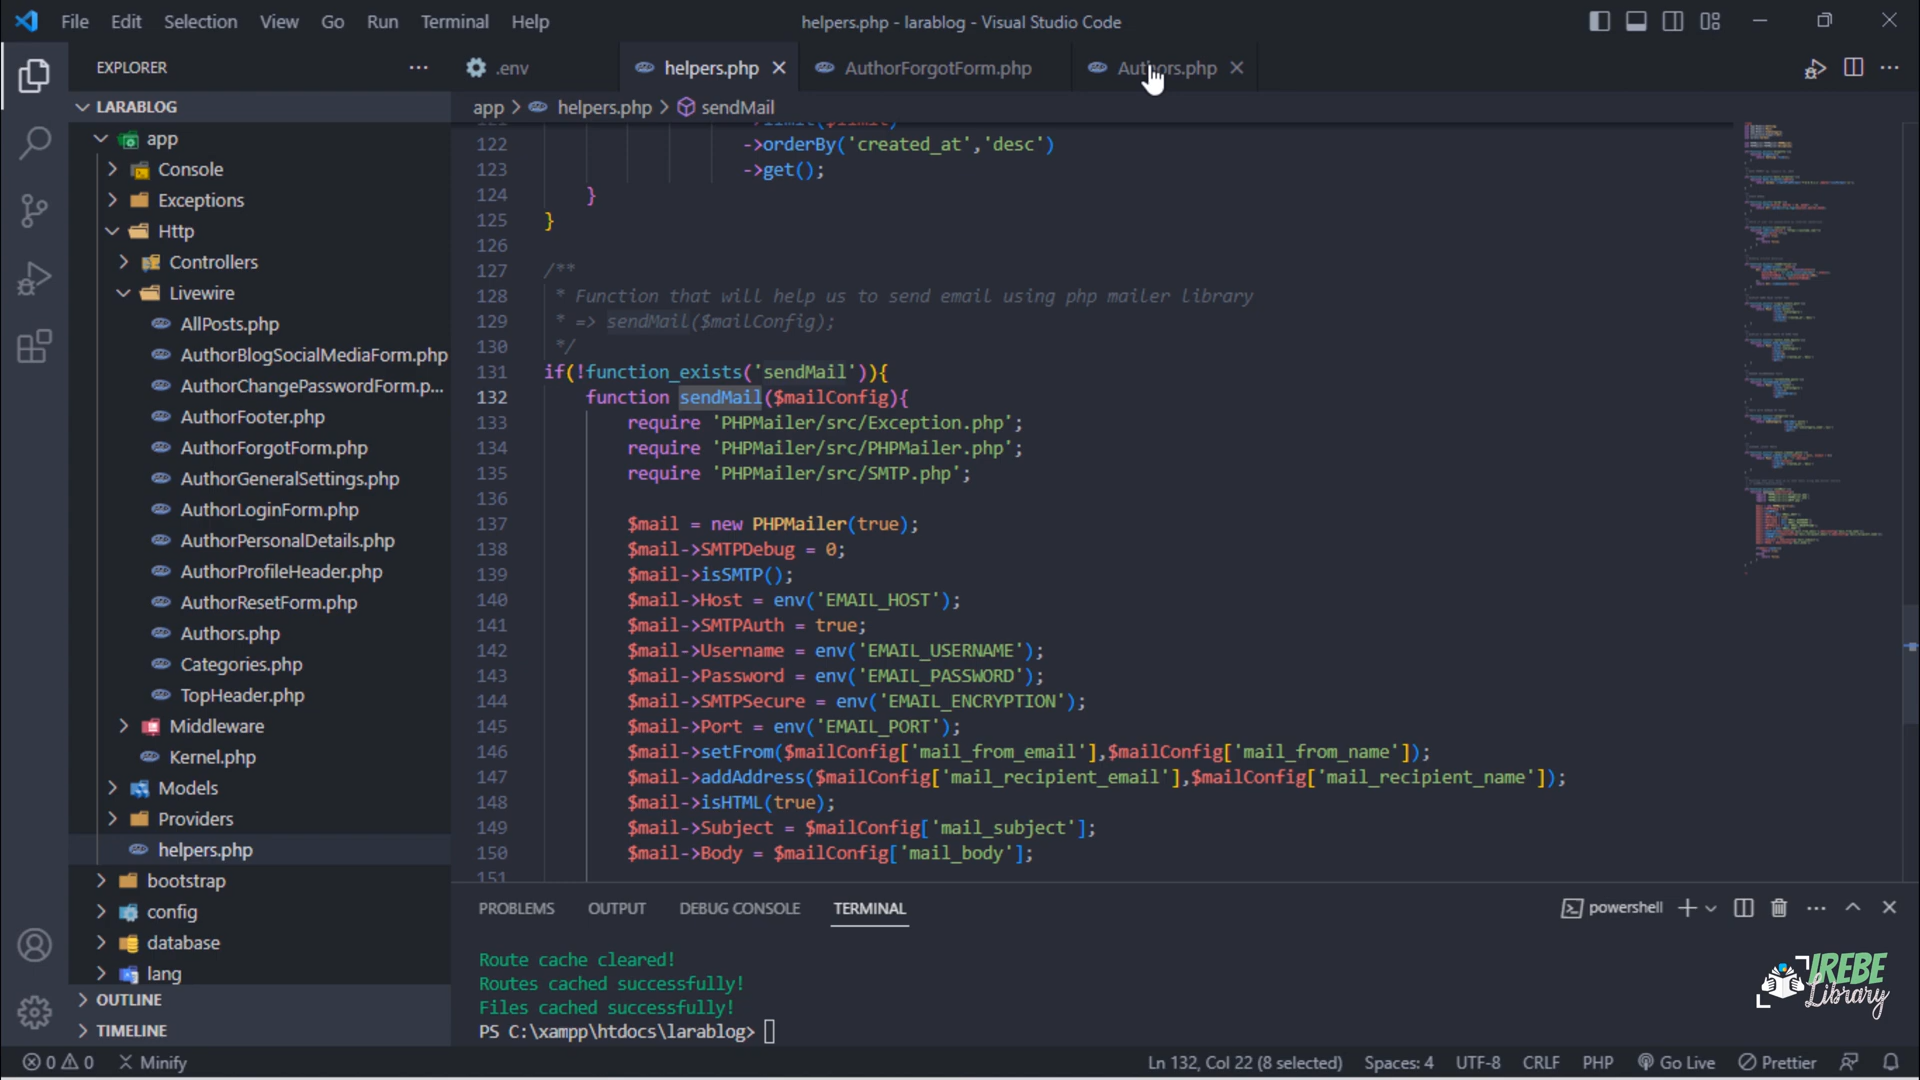 File Edit Selection View Go Run Terminal Help
helpers.php - larablog - Visual Studio Code
EXPLORER
.env
helpers.php
AuthorForgotForm.php
Authors.php
LARABLOG
app
Console
Exceptions
Http
Controllers
Livewire
AllPosts.php
AuthorBlogSocialMediaForm.php
AuthorChangePasswordForm.p...
AuthorFooter.php
AuthorForgotForm.php
AuthorGeneralSettings.php
AuthorLoginForm.php
AuthorPersonalDetails.php
AuthorProfileHeader.php
AuthorResetForm.php
Authors.php
Categories.php
TopHeader.php
Middleware
Kernel.php
Models
Providers
helpers.php
bootstrap
config
database
lang
OUTLINE
TIMELINE
app > helpers.php > sendMail
121 ->limit($limit)
122 ->orderBy('created_at','desc')
123 ->get();
124 }
125 }
126
127 /**
128 * Function that will help us to send email using php mailer library
129 * => sendMail($mailConfig);
130 */
131 if(!function_exists('sendMail')){
132 function sendMail($mailConfig){
133 require 'PHPMailer/src/Exception.php';
134 require 'PHPMailer/src/PHPMailer.php';
135 require 'PHPMailer/src/SMTP.php';
136
137 $mail = new PHPMailer(true);
138 $mail->SMTPDebug = 0;
139 $mail->isSMTP();
140 $mail->Host = env('EMAIL_HOST');
141 $mail->SMTPAuth = true;
142 $mail->Username = env('EMAIL_USERNAME');
143 $mail->Password = env('EMAIL_PASSWORD');
144 $mail->SMTPSecure = env('EMAIL_ENCRYPTION');
145 $mail->Port = env('EMAIL_PORT');
146 $mail->setFrom($mailConfig['mail_from_email'],$mailConfig['mail_from_name']);
147 $mail->addAddress($mailConfig['mail_recipient_email'],$mailConfig['mail_recipient_name']);
148 $mail->isHTML(true);
149 $mail->Subject = $mailConfig['mail_subject'];
150 $mail->Body = $mailConfig['mail_body'];
151
PROBLEMS OUTPUT DEBUG CONSOLE TERMINAL
powershell
Route cache cleared!
Routes cached successfully!
Files cached successfully!
PS C:\xampp\htdocs\larablog>
IREBE
Library
0 0 Minify
Ln 132, Col 22 (8 selected) Spaces: 4 UTF-8 CRLF PHP Go Live Prettier